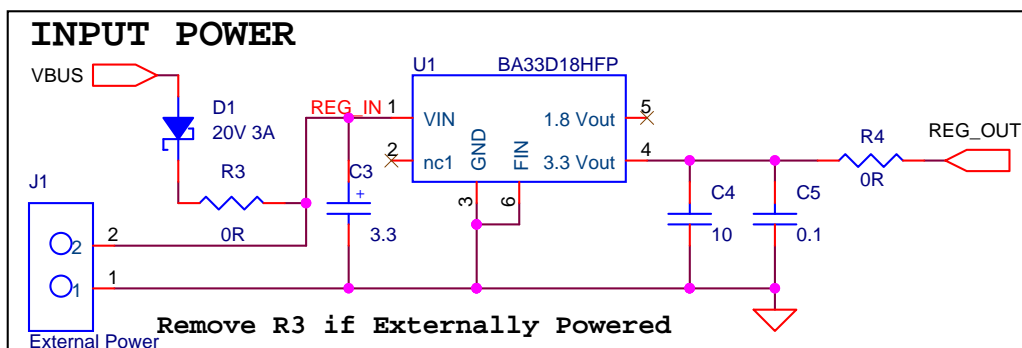 INPUT POWER
VBUS
D1
20V 3A
R3
0R
J1
2
1
2
1
External Power
REG_IN
C3
+
3.3
U1
BA33D18HFP
1
VIN
2
nc1
GND
3
FIN
6
1.8 Vout
5
3.3 Vout
4
C4
10
C5
0.1
R4
0R
REG_OUT
Remove R3 if Externally Powered